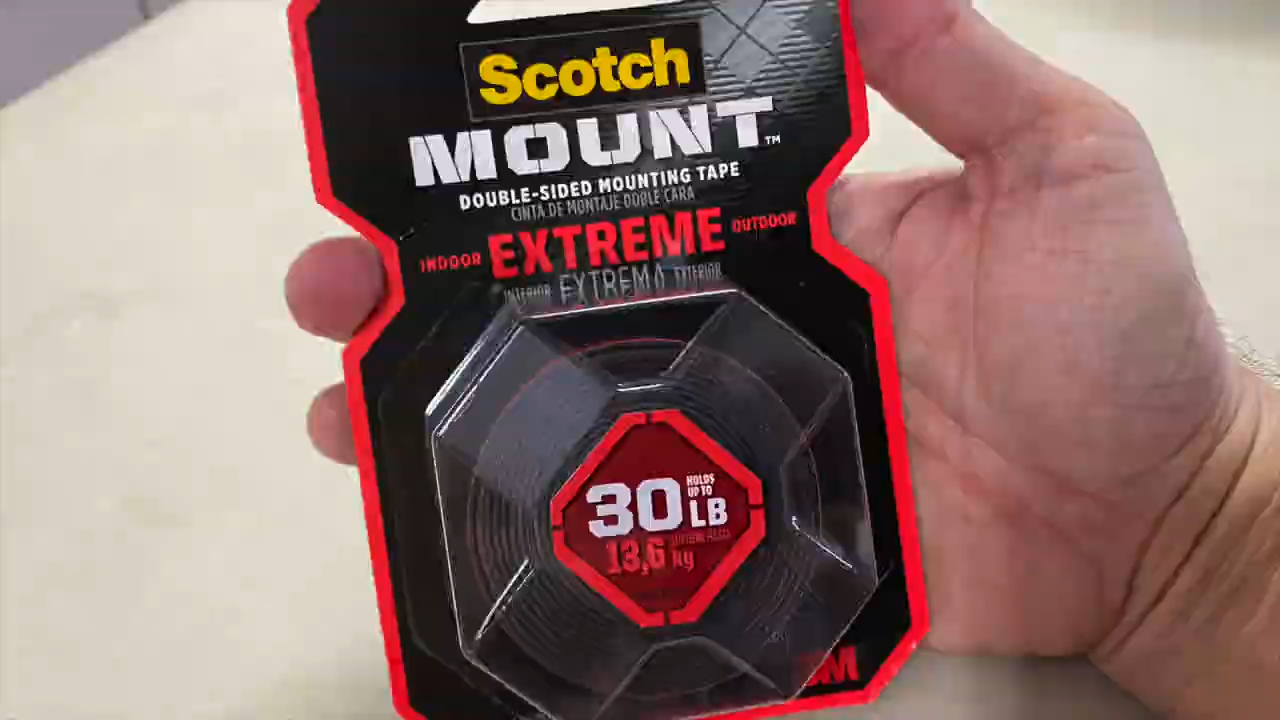 Scotch
MOUNT™
DOUBLE-SIDED MOUNTING TAPE
CINTA DE MONTAJE DOBLE CARA
INDOOR EXTREME OUTDOOR
INTERIOR EXTREMA EXTERIOR
30 HOLDS UP TO LB
13,6 kg
3M